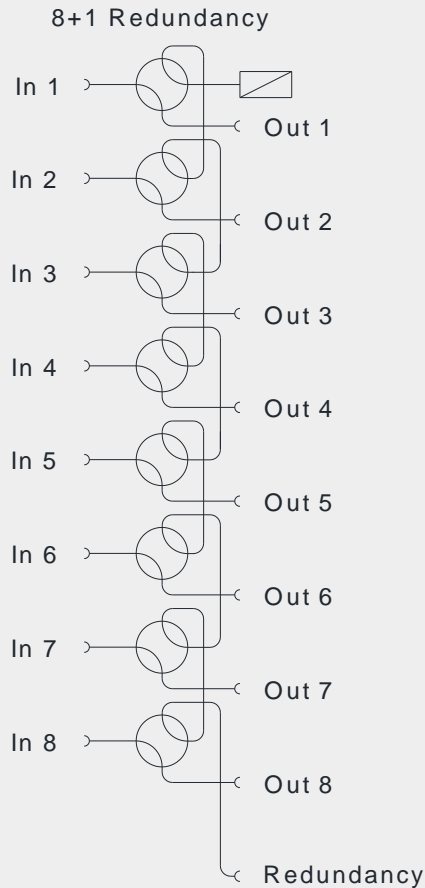 8+1 Redundancy
In 1
Out 1
In 2
Out 2
In 3
Out 3
In 4
Out 4
In 5
Out 5
In 6
Out 6
In 7
Out 7
In 8
Out 8
Redundancy